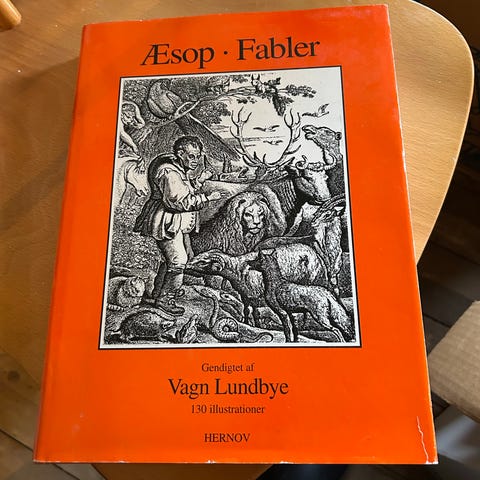 Æsop · Fabler
Gendigtet af
Vagn Lundbye
130 illustrationer
HERNOV